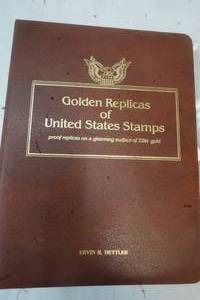 Golden Replicas
of
United States Stamps
proof replicas on a gleaming surface of 22kt gold
ERVIN R. DETTLER